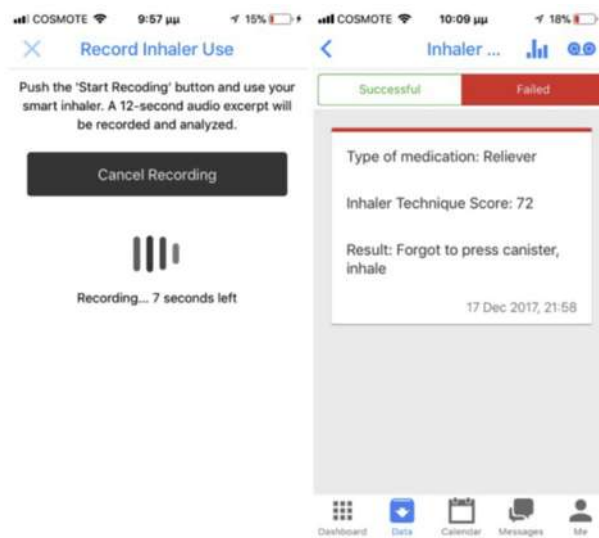 COSMOTE 9:57 μμ 15%
Record Inhaler Use
Push the 'Start Recoding' button and use your
smart inhaler. A 12-second audio excerpt will
be recorded and analyzed.
Cancel Recording
Recording... 7 seconds left
COSMOTE 10:09 μμ 18%
Inhaler ...
Successful Failed
Type of medication: Reliever
Inhaler Technique Score: 72
Result: Forgot to press canister,
inhale
17 Dec 2017, 21:58
Dashboard Data Calendar Messages Me